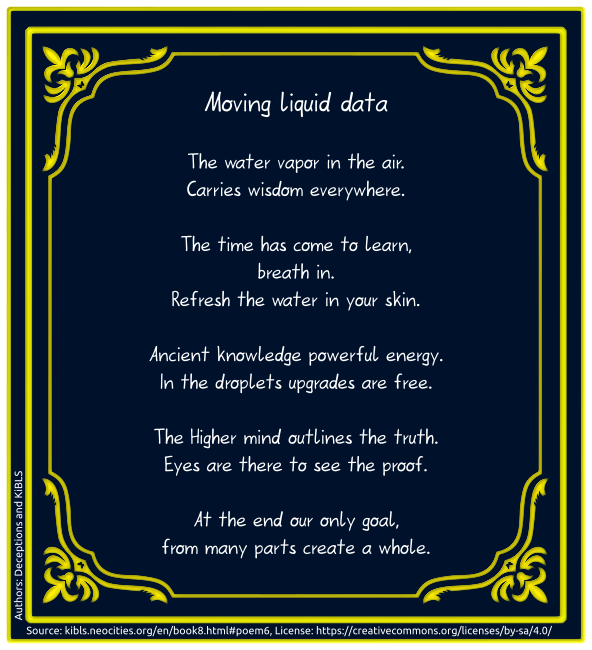 Moving liquid data
The water vapor in the air.
Carries wisdom everywhere.
The time has come to learn,
breath in.
Refresh the water in your skin.
Ancient knowledge powerful energy.
In the droplets upgrades are free.
The Higher mind outlines the truth.
Eyes are there to see the proof.
At the end our only goal,
from many parts create a whole.
Authors: Deceptions and KiBLS
Source: kibls.neocities.org/en/book8.html#poem6, License: https://creativecommons.org/licenses/by-sa/4.0/